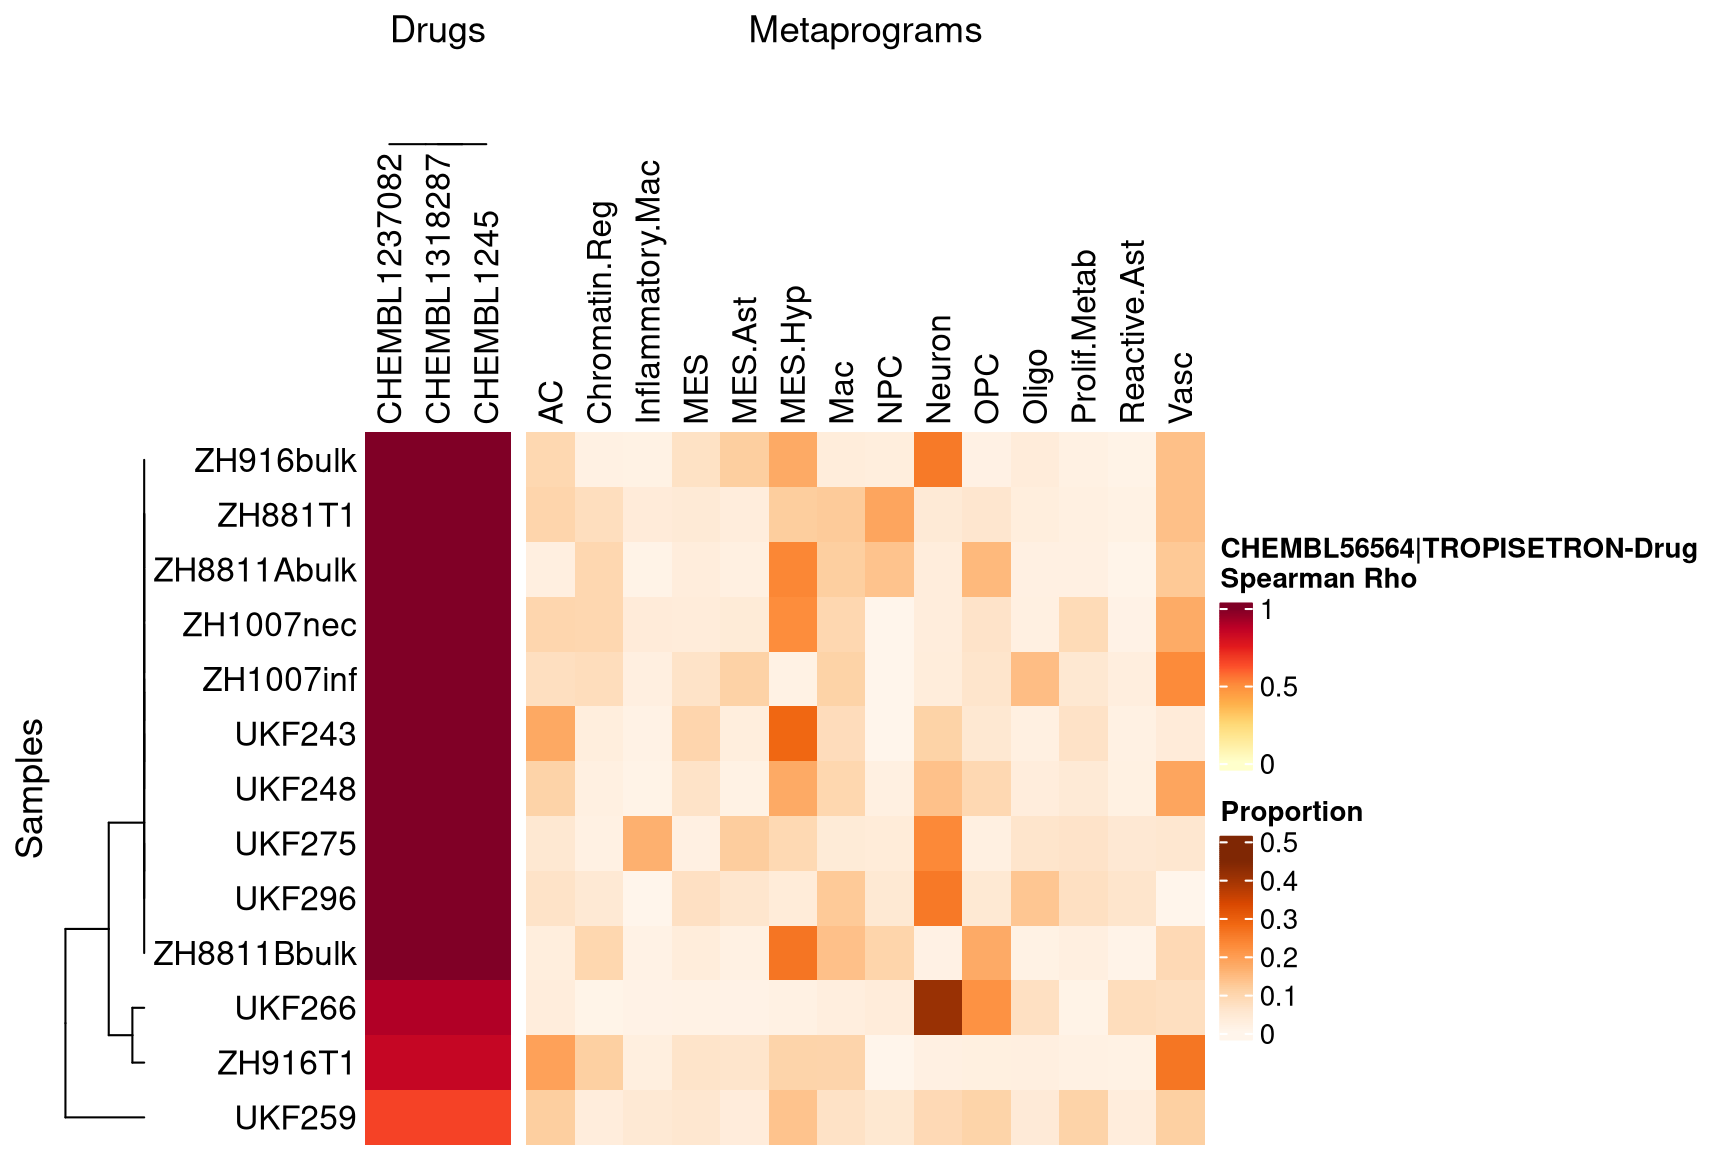 Drugs
Metaprograms
CHEMBL1237082
CHEMBL1318287
CHEMBL1245
AC
Chromatin.Reg
Inflammatory.Mac
MES
MES.Ast
MES.Hyp
Mac
NPC
Neuron
OPC
Oligo
Prolif.Metab
Reactive.Ast
Vasc
Samples
ZH916bulk
ZH881T1
ZH8811Abulk
ZH1007nec
ZH1007inf
UKF243
UKF248
UKF275
UKF296
ZH8811Bbulk
UKF266
ZH916T1
UKF259
CHEMBL56564|TROPISETRON-Drug
Spearman Rho
1
0.5
0
Proportion
0.5
0.4
0.3
0.2
0.1
0